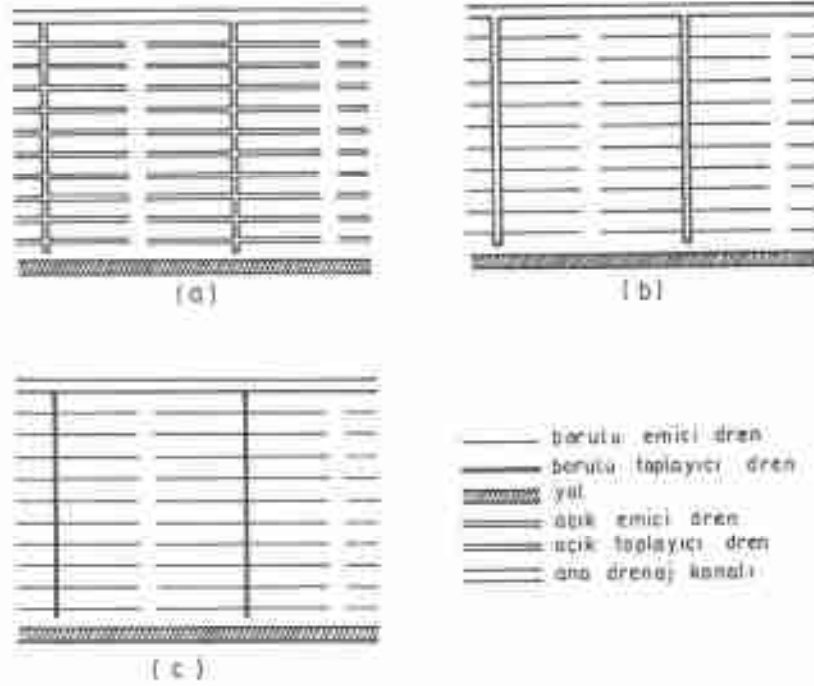 (a)
(b)
(c)
borulu emici dren
borulu toplayıcı dren
yol
açık emici dren
açık toplayıcı dren
ana drenaj kanalı